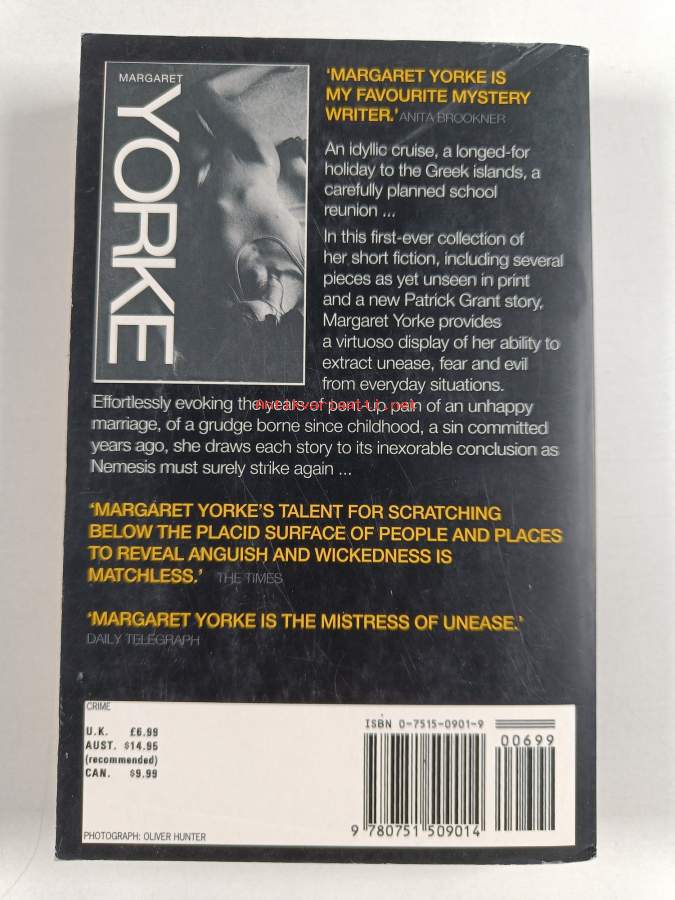 MARGARET
YORKE
‘MARGARET YORKE IS
MY FAVOURITE MYSTERY
WRITER.’ ANITA BROOKNER
An idyllic cruise, a longed-for
holiday to the Greek islands, a
carefully planned school
reunion ...
In this first-ever collection of
her short fiction, including several
pieces as yet unseen in print
and a new Patrick Grant story,
Margaret Yorke provides
a virtuoso display of her ability to
extract unease, fear and evil
from everyday situations.
Effortlessly evoking the years of pent-up pain of an unhappy
marriage, of a grudge borne since childhood, a sin committed
years ago, she draws each story to its inexorable conclusion as
Nemesis must surely strike again ...
‘MARGARET YORKE’S TALENT FOR SCRATCHING
BELOW THE PLACID SURFACE OF PEOPLE AND PLACES
TO REVEAL ANGUISH AND WICKEDNESS IS
MATCHLESS.’ THE TIMES
‘MARGARET YORKE IS THE MISTRESS OF UNEASE.’
DAILY TELEGRAPH
CRIME
U.K. £6.99
AUST. $14.95
(recommended)
CAN. $9.99
PHOTOGRAPH: OLIVER HUNTER
ISBN 0-7515-0901-9
00699
9 780751 509014